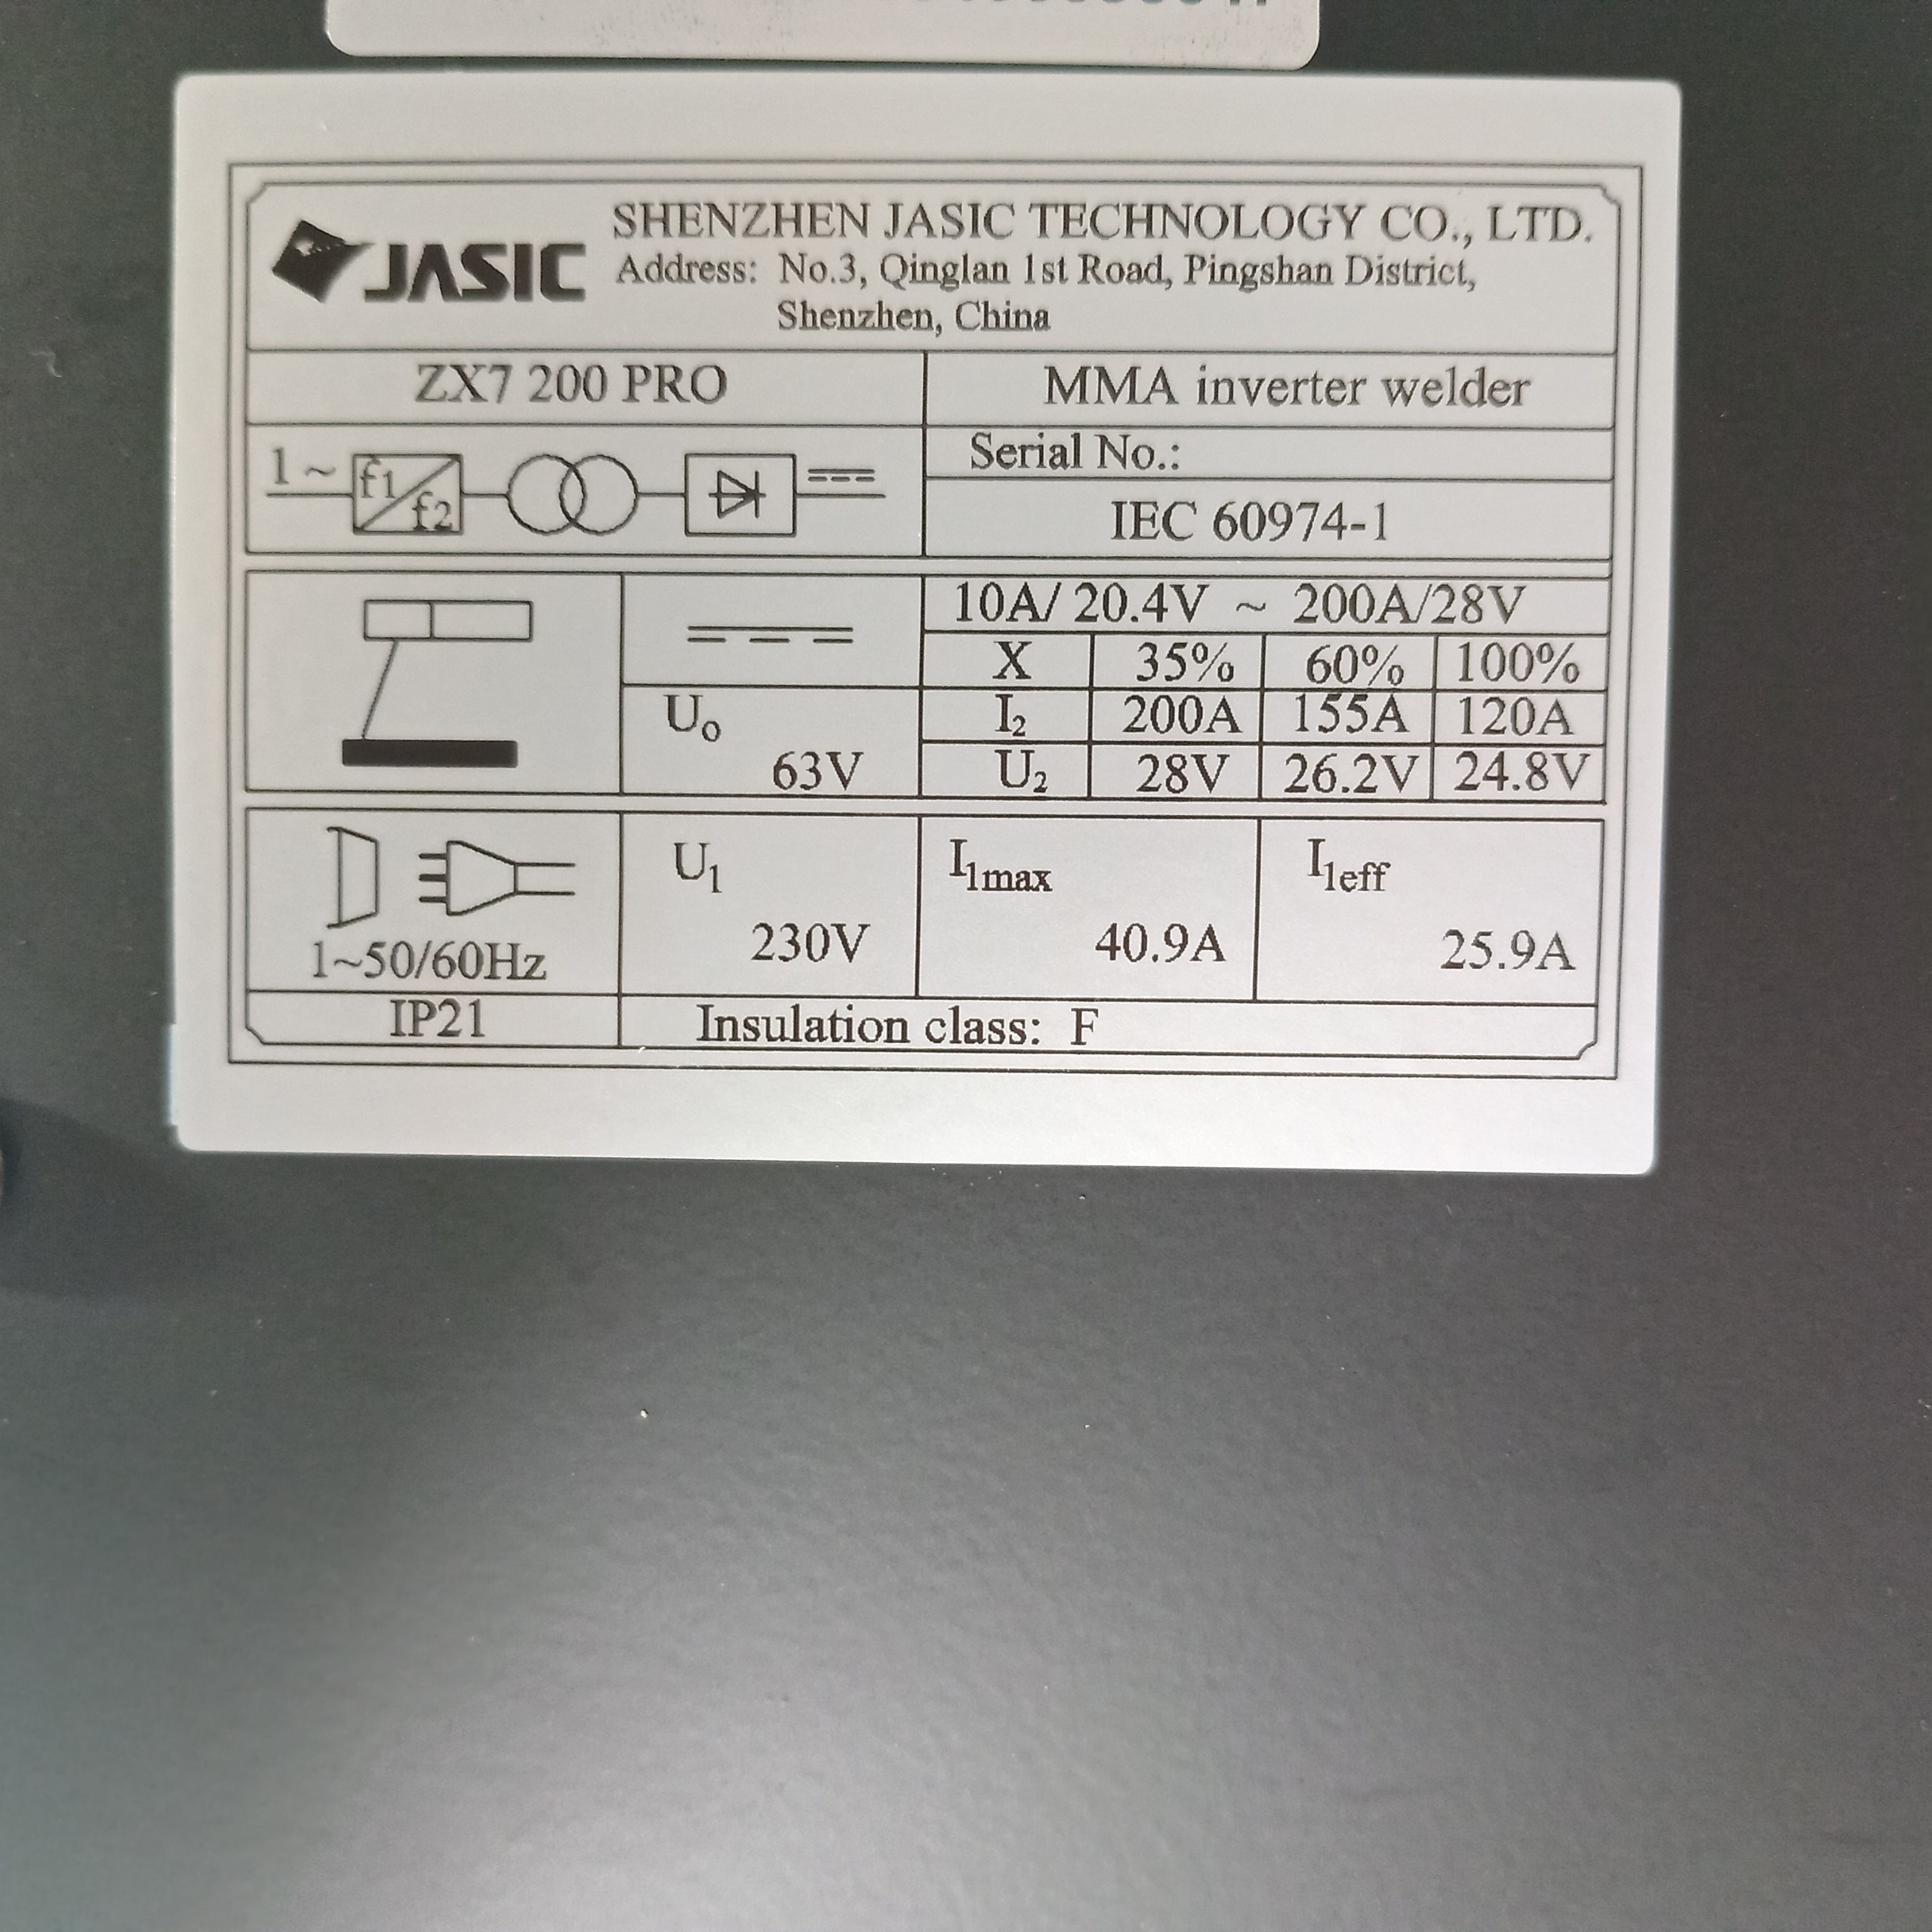 JASIC
SHENZHEN JASIC TECHNOLOGY CO., LTD.
Address: No.3, Qinglan 1st Road, Pingshan District,
Shenzhen, China
ZX7 200 PRO
MMA inverter welder
1~ f1 f2
Serial No.:
IEC 60974-1
10A/ 20.4V ~ 200A/28V
X 35% 60% 100%
U₀
I₂ 200A 155A 120A
63V
U₂ 28V 26.2V 24.8V
U₁ I₁max I₁eff
230V 40.9A 25.9A
1~50/60Hz
IP21
Insulation class: F